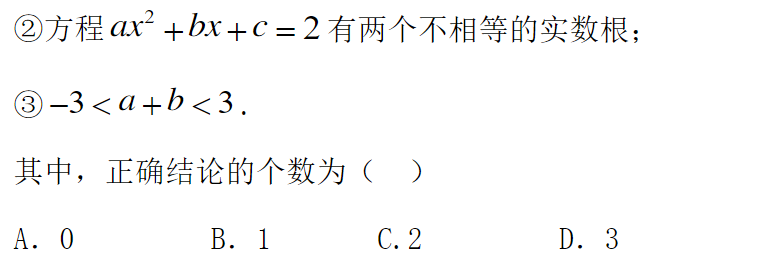 ②方程 ax² +bx+c=2 有两个不相等的实数根；
③ −3<a+b<3．
其中，正确结论的个数为（    ）
A．0    B．1    C.2    D．3